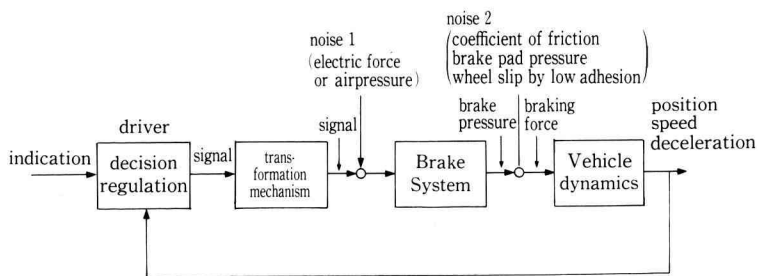 noise 1
(electric force
or airpressure)
noise 2
(coefficient of friction
brake pad pressure
wheel slip by low adhesion)
driver
indication
decision
regulation
signal
trans-
formation
mechanism
signal
Brake
System
brake
pressure
braking
force
Vehicle
dynamics
position
speed
deceleration